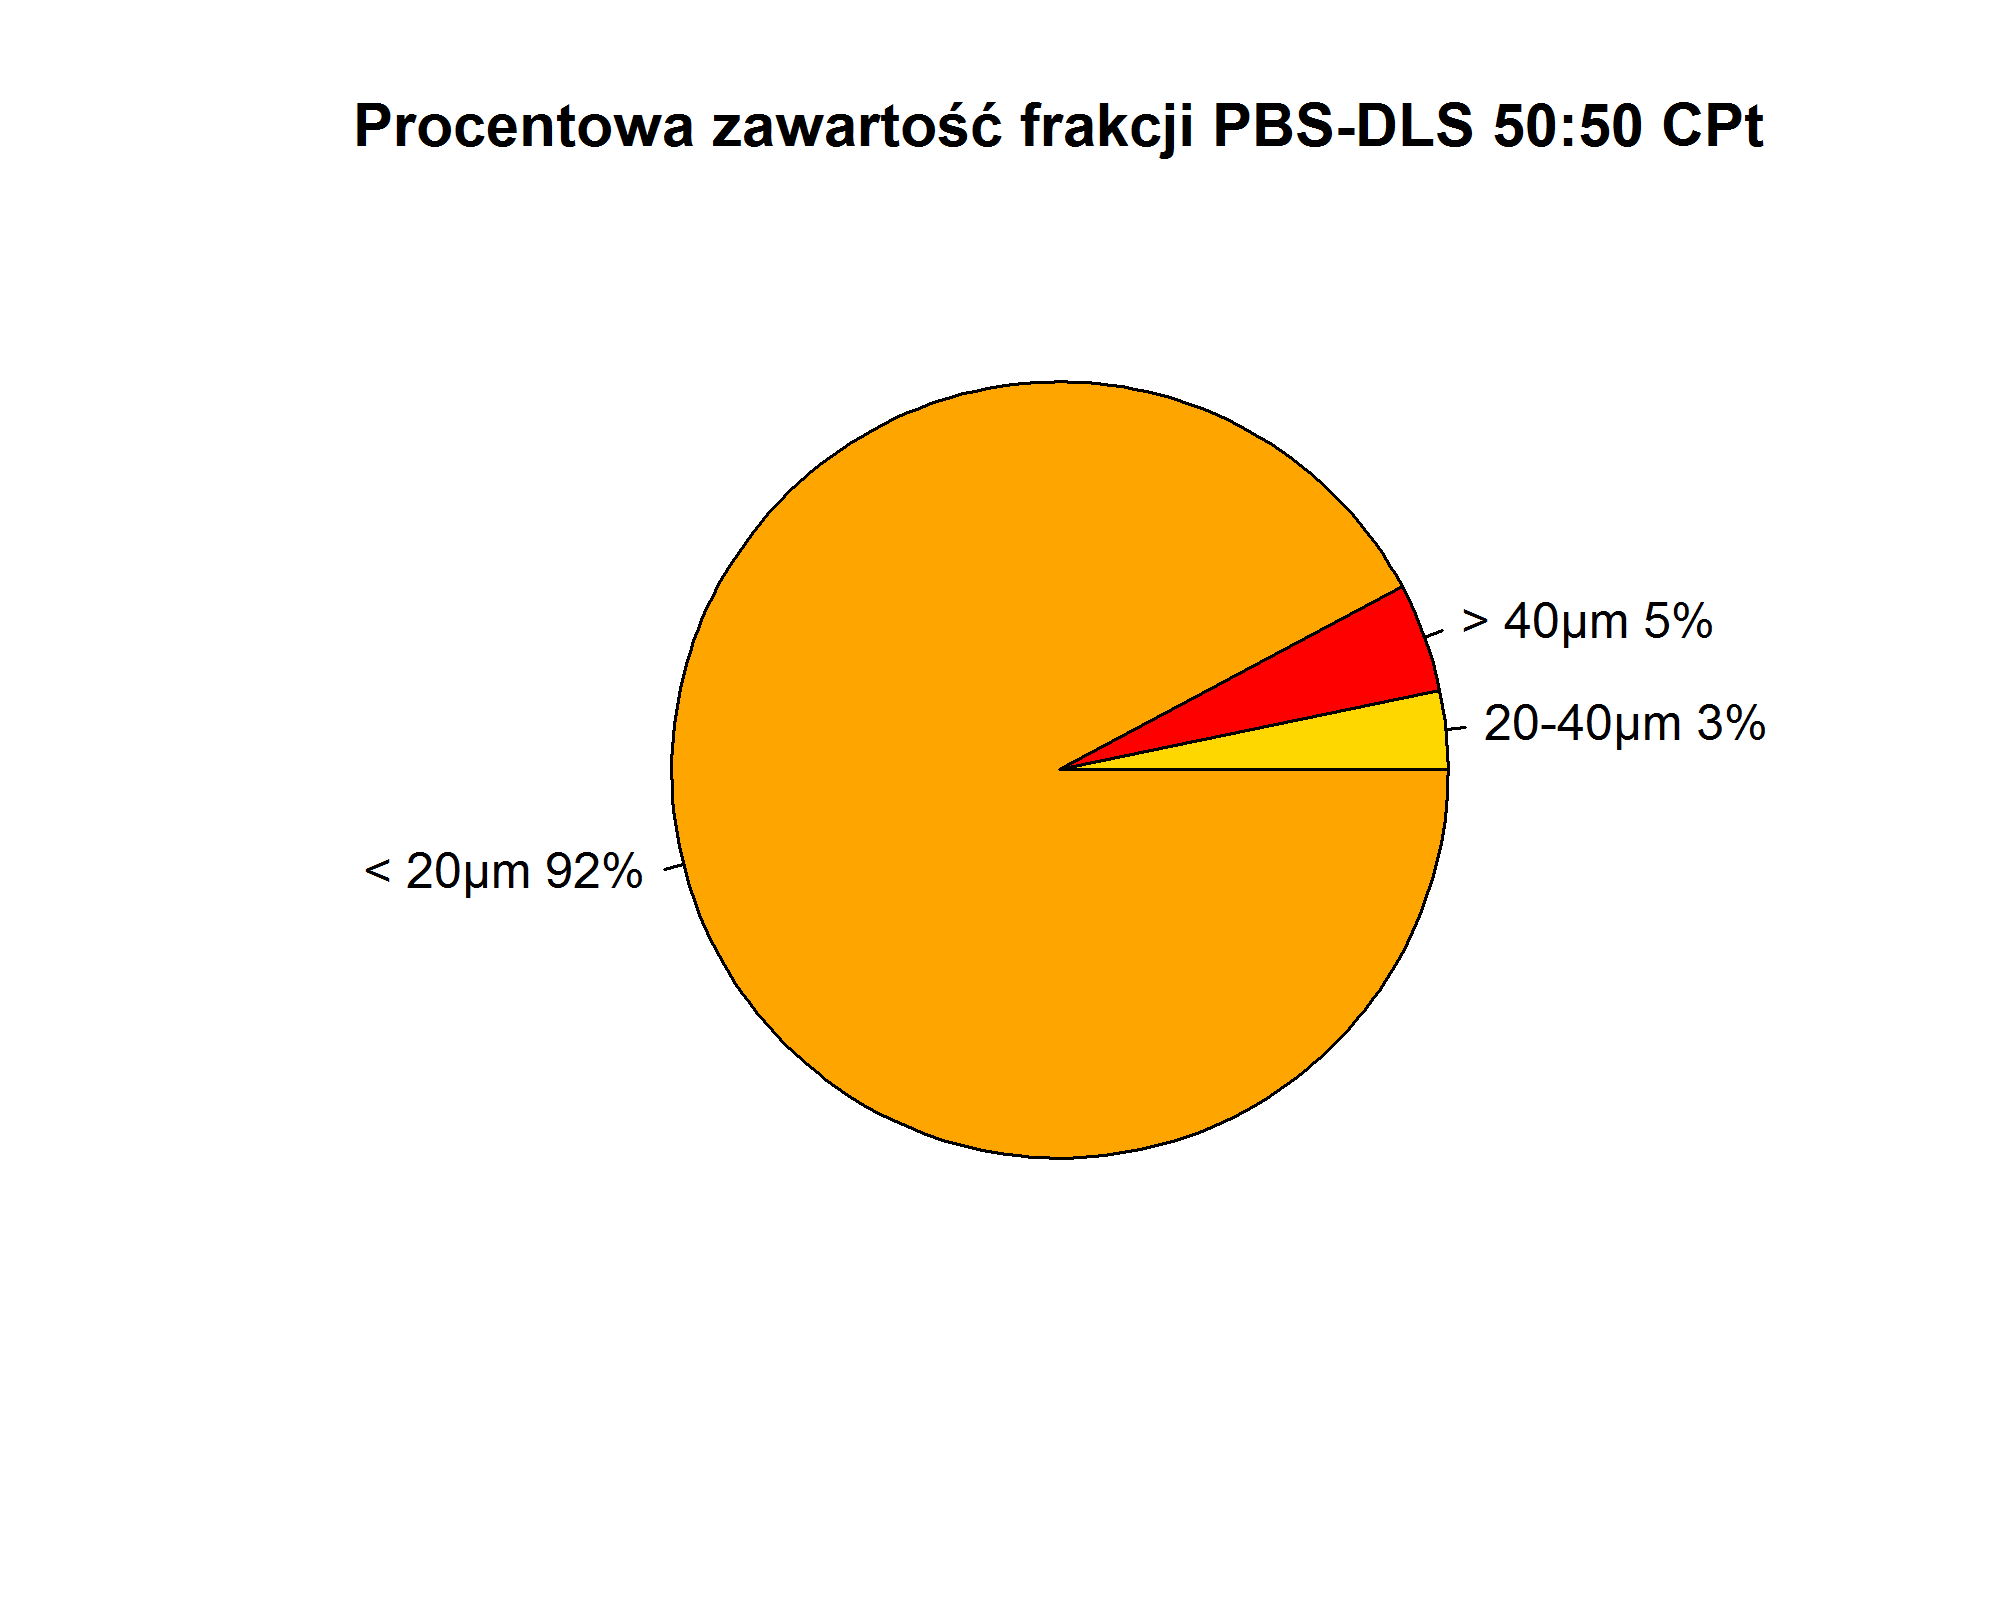 Procentowa zawartość frakcji PBS-DLS 50:50 CPt
> 40µm 5%
20-40µm 3%
< 20µm 92%